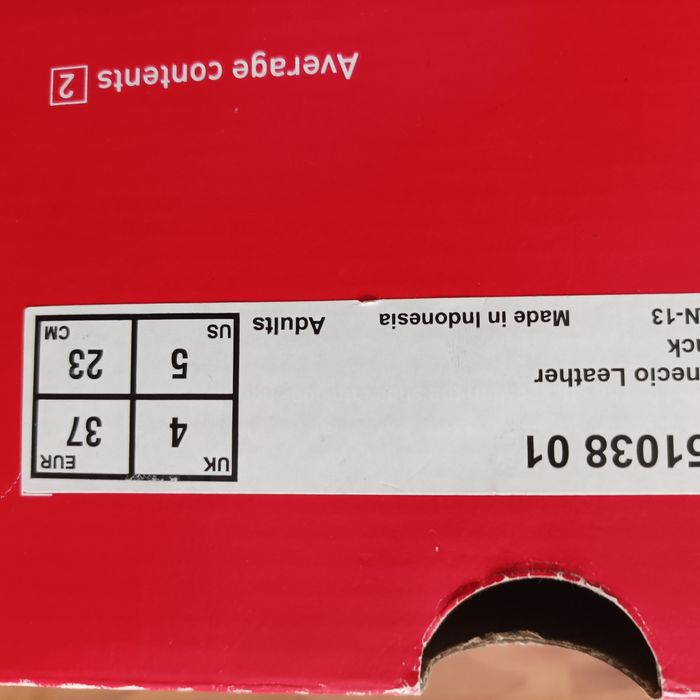 51038 01
UK EUR
4 37
necio Leather
ck
5 23
N-13 Made in Indonesia Adults
US CM
Average contents 2